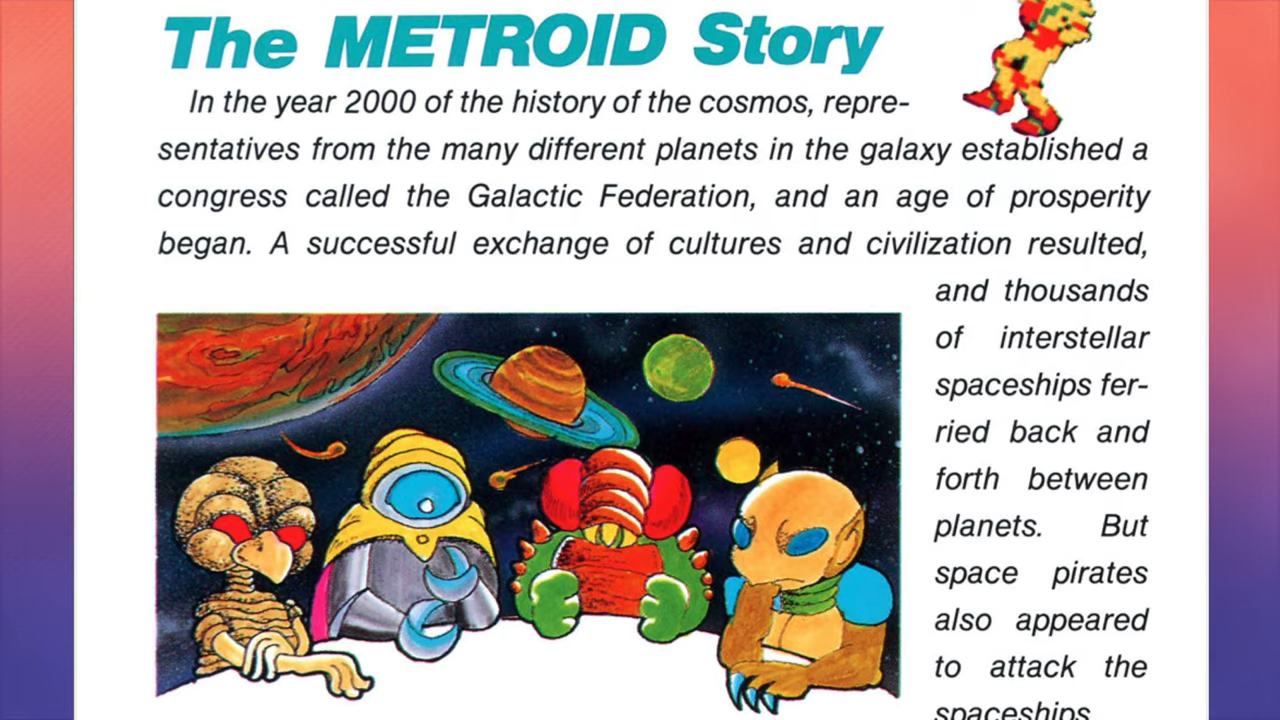 The METROID Story
In the year 2000 of the history of the cosmos, repre-
sentatives from the many different planets in the galaxy established a
congress called the Galactic Federation, and an age of prosperity
began. A successful exchange of cultures and civilization resulted,
and thousands
of interstellar
spaceships fer-
ried back and
forth between
planets. But
space pirates
also appeared
to attack the
spaceships